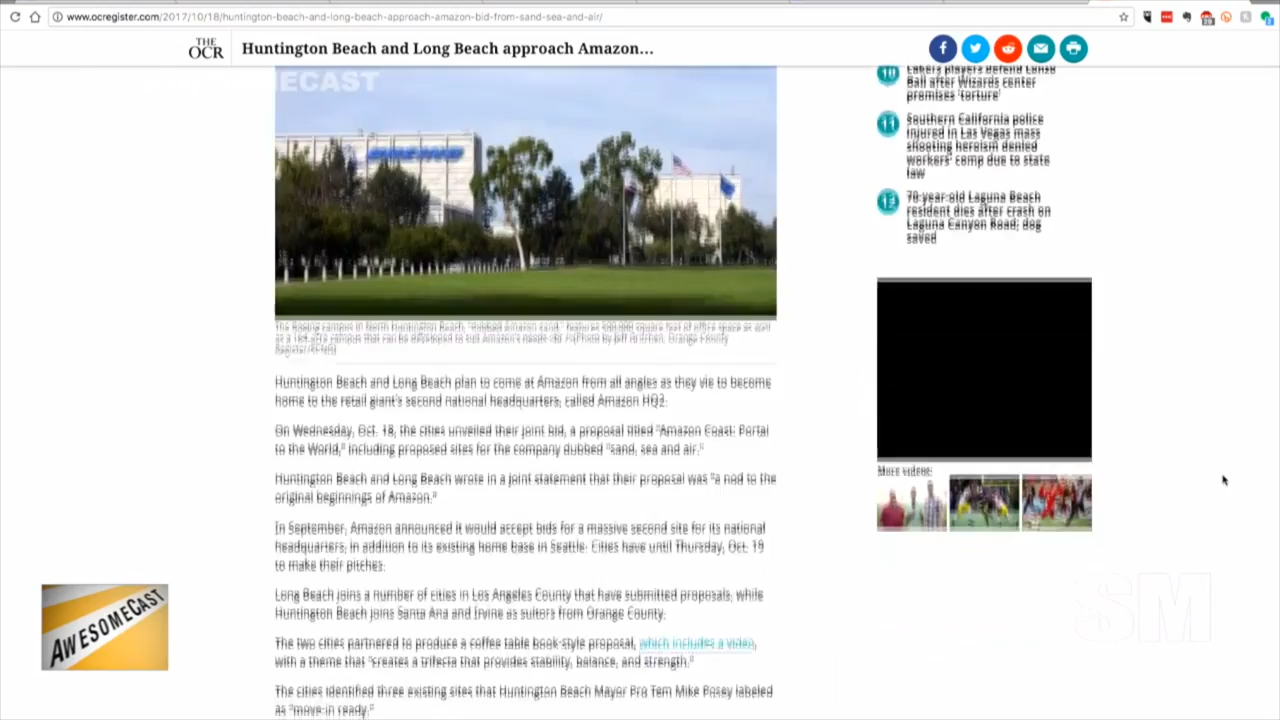 www.ocregister.com/2017/10/18/huntington-beach-and-long-beach-approach-amazon-bid-from-sand-sea-and-air/
THE
OCR
Huntington Beach and Long Beach approach Amazon...
ECAST
BOEING
10
Lakers players defend Lonzo
Ball after Wizards center
promises 'torture'
11
Southern California police
injured in Las Vegas mass
shooting heroism denied
workers' comp due to state
law
12
70-year-old Laguna Beach
resident dies after crash on
Laguna Canyon Road; dog
saved
Huntington Beach and Long Beach plan to come at Amazon from all angles as they vie to become
home to the retail giant's second national headquarters, called Amazon HQ2.
On Wednesday, Oct. 18, the cities unveiled their joint bid, a proposal titled "Amazon Coast: Portal
to the World," including proposed sites for the company dubbed "sand, sea and air."
Huntington Beach and Long Beach wrote in a joint statement that their proposal was "a nod to the
original beginnings of Amazon."
In September, Amazon announced it would accept bids for a massive second site for its national
headquarters, in addition to its existing home base in Seattle. Cities have until Thursday, Oct. 19
to make their pitches.
Long Beach joins a number of cities in Los Angeles County that have submitted proposals, while
Huntington Beach joins Santa Ana and Irvine as suitors from Orange County.
The two cities partnered to produce a coffee table book-style proposal, which includes a video,
with a theme that "creates a trifecta that provides stability, balance, and strength."
The cities identified three existing sites that Huntington Beach Mayor Pro Tem Mike Posey labeled
as "move-in ready."
More videos:
AWESOMECAST
SM